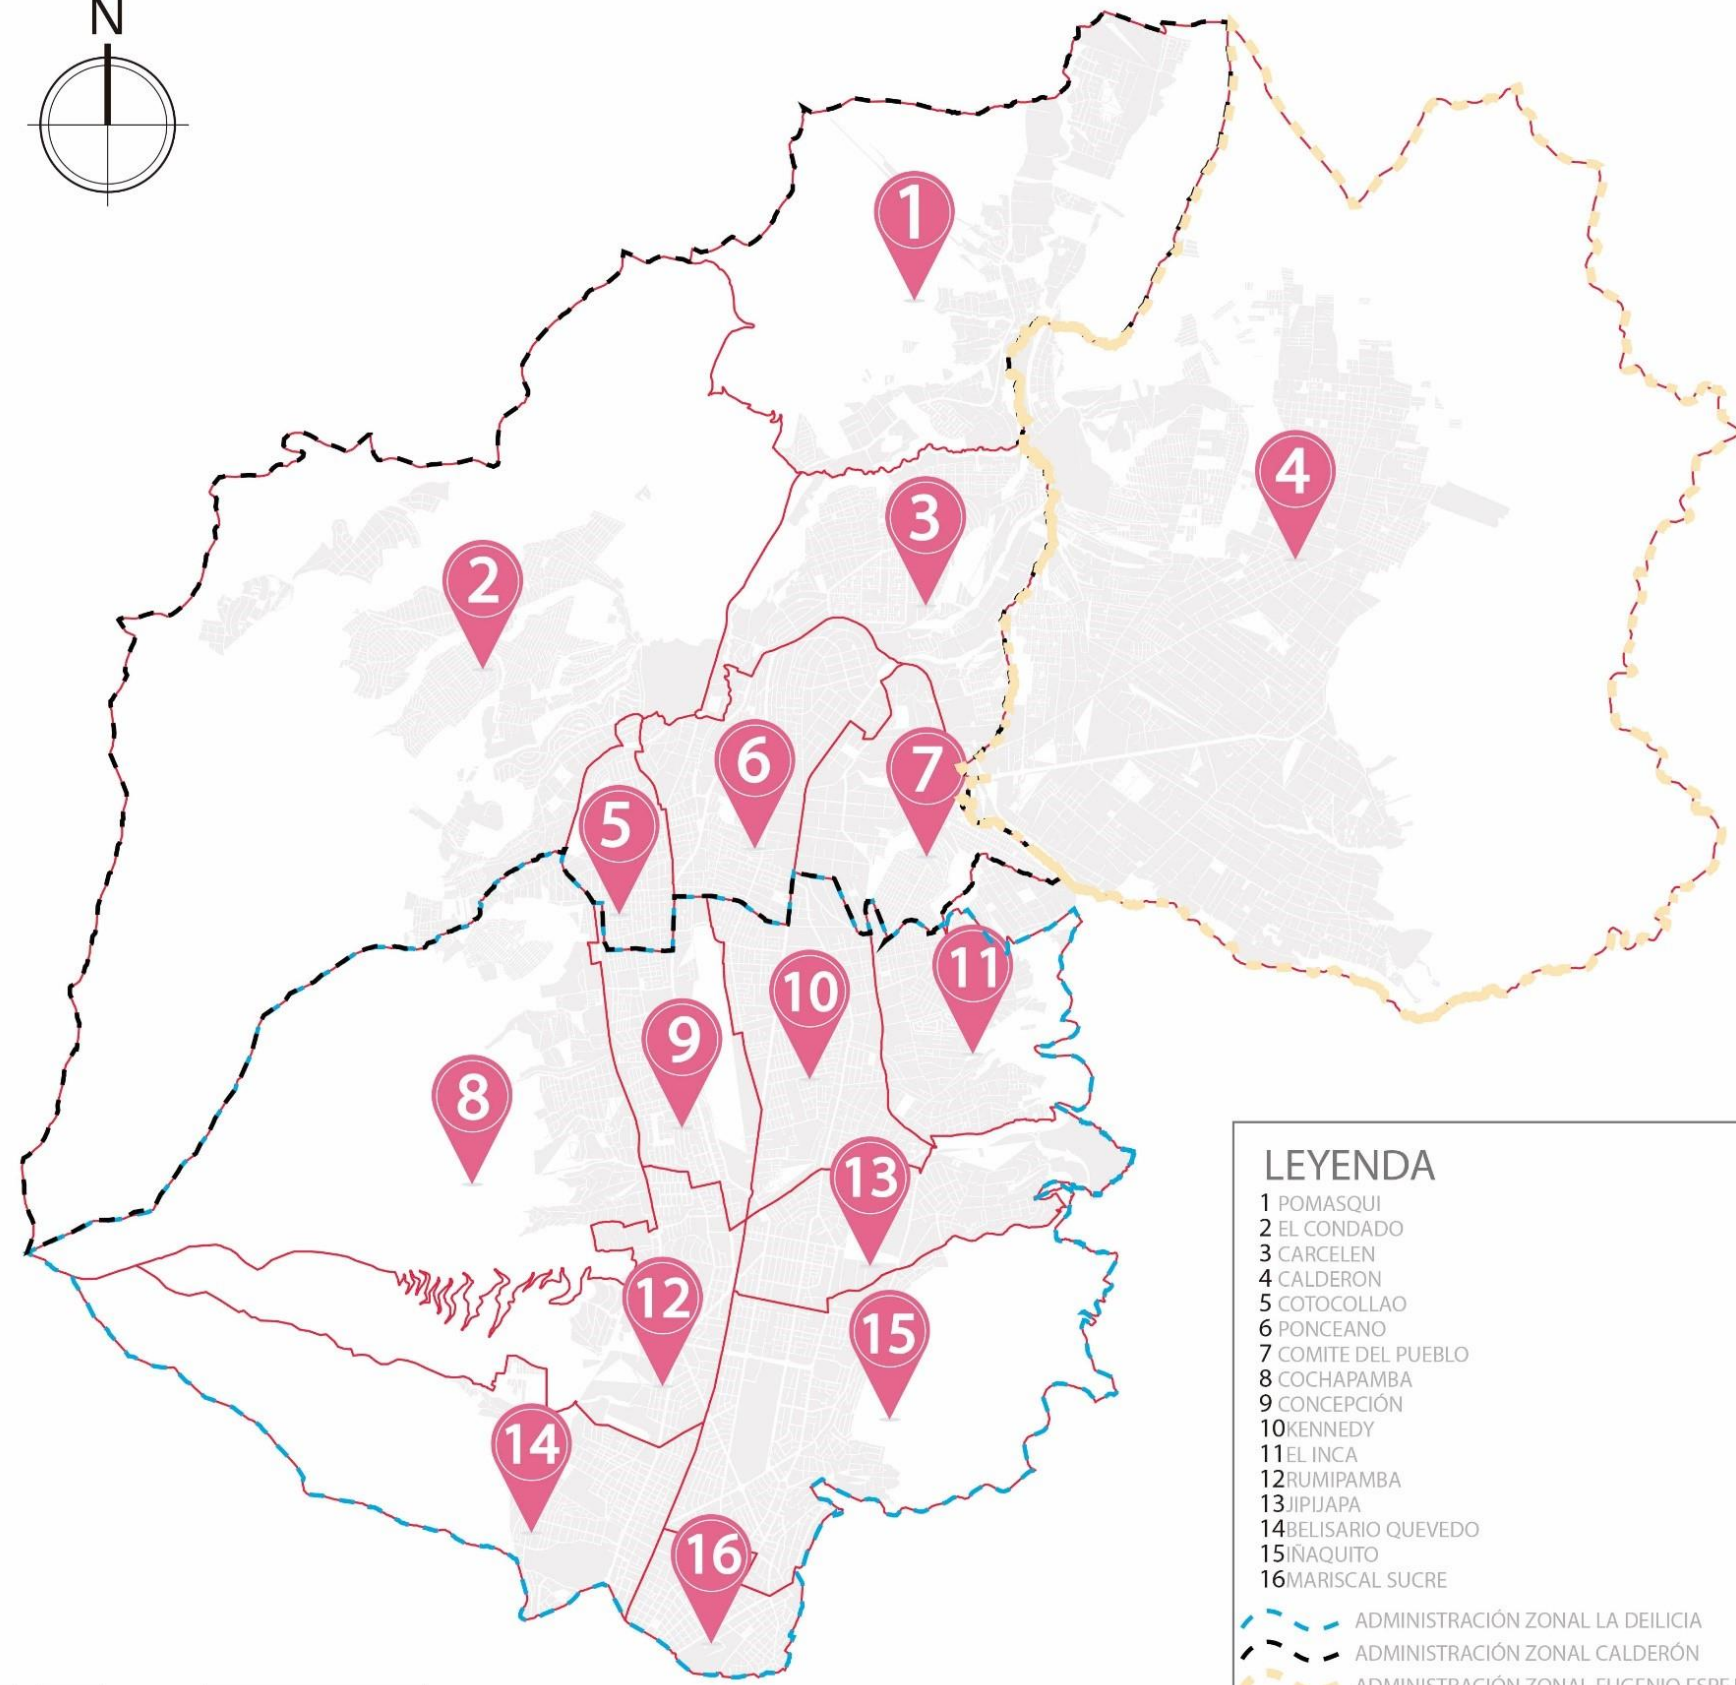 N
1
2
3
4
5
6
7
8
9
10
11
12
13
14
15
16
LEYENDA
1 POMASQUI
2 EL CONDADO
3 CARCELEN
4 CALDERON
5 COTOCOLLAO
6 PONCEANO
7 COMITE DEL PUEBLO
8 COCHAPAMBA
9 CONCEPCIÓN
10 KENNEDY
11 EL INCA
12 RUMIPAMBA
13 JIPIJAPA
14 BELISARIO QUEVEDO
15 IÑAQUITO
16 MARISCAL SUCRE
ADMINISTRACIÓN ZONAL LA DEILICIA
ADMINISTRACIÓN ZONAL CALDERÓN
ADMINISTRACIÓN ZONAL EUGENIO